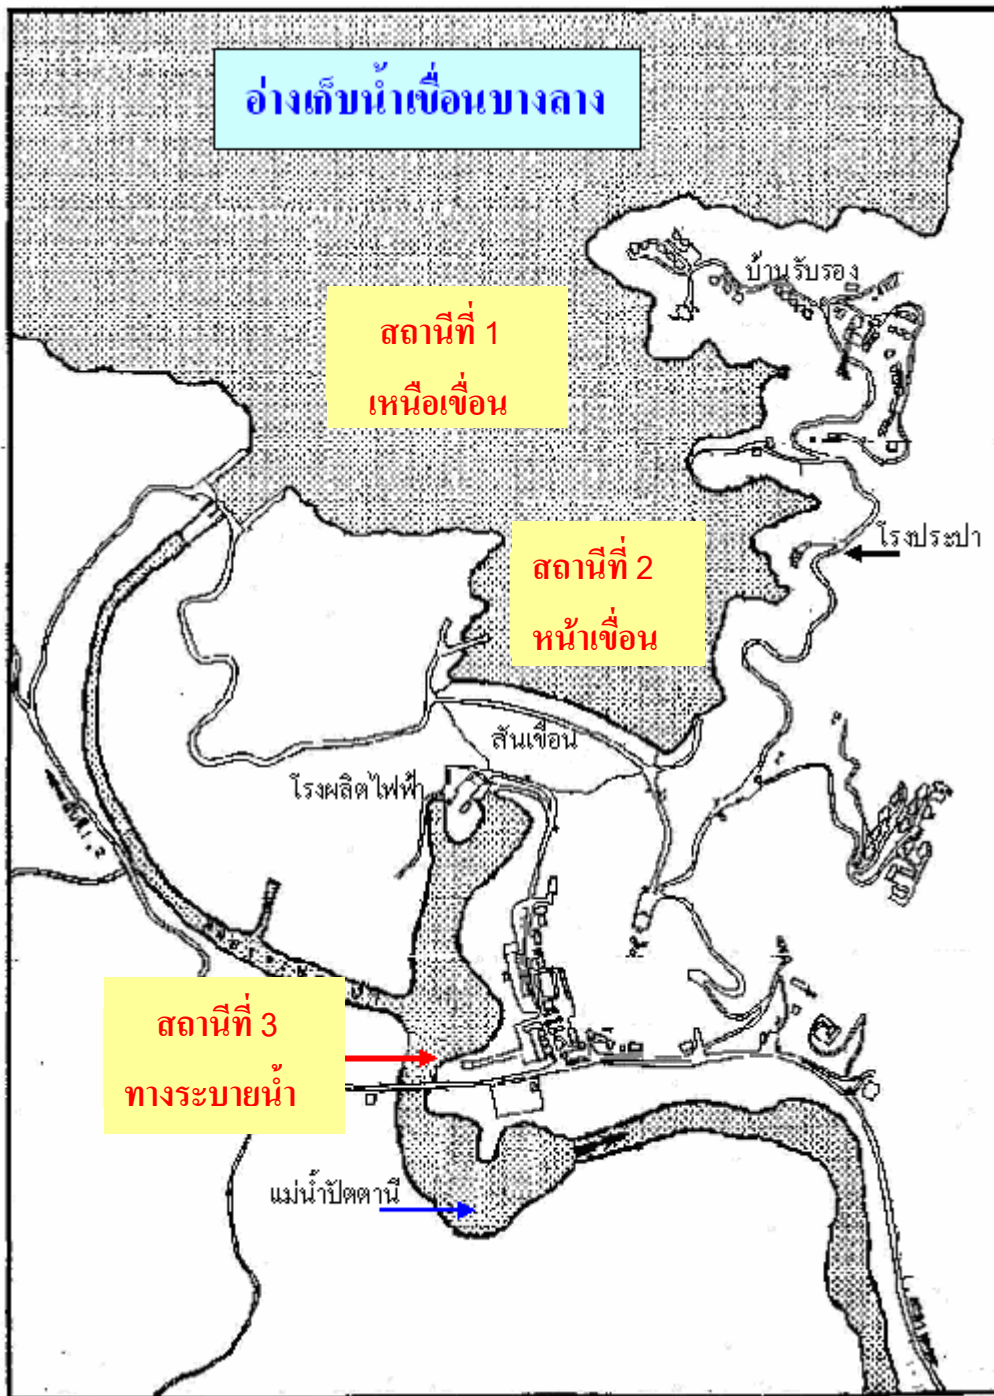 อ่างเก็บน้ำเขื่อนบางลาง
บ้านรับรอง
สถานีที่ 1
เหนือเขื่อน
โรงประปา
สถานีที่ 2
หน้าเขื่อน
สันเขื่อน
โรงผลิตไฟฟ้า
สถานีที่ 3
ทางระบายน้ำ
แม่น้ำปัตตานี